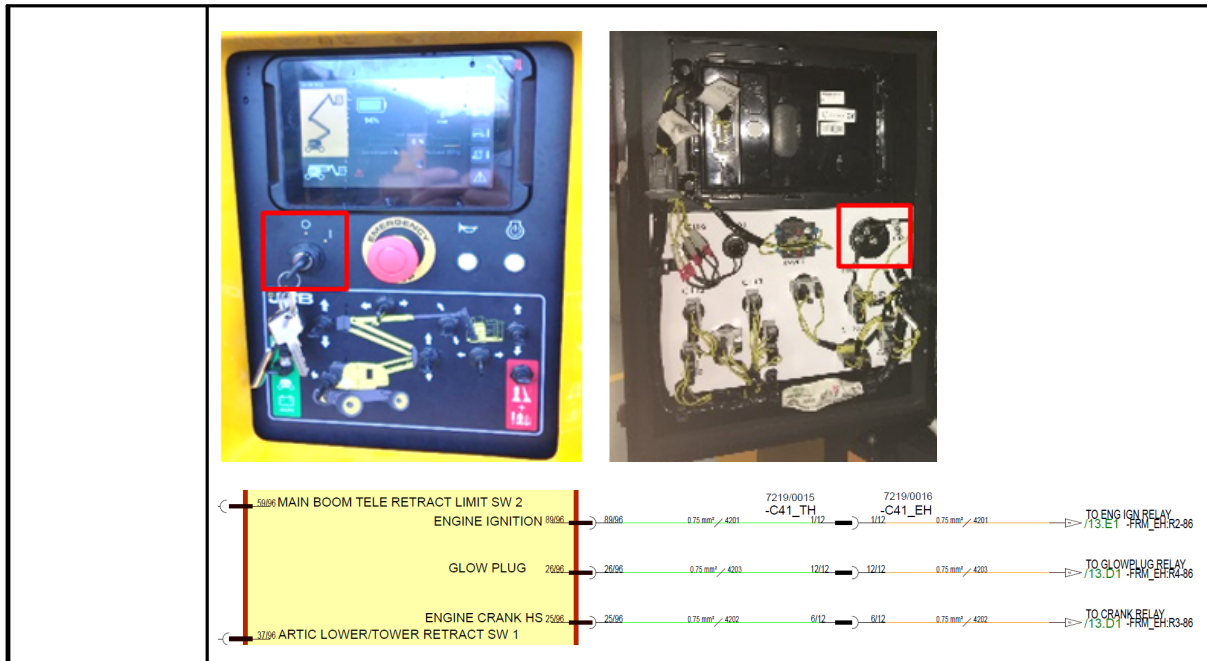 94%
EMERGENCY
59/96 MAIN BOOM TELE RETRACT LIMIT SW 2
7219/0015
7219/0016
-C41_TH
-C41_EH
ENGINE IGNITION 89/96
89/96
0.75 mm² 4201
1/12
1/12
0.75 mm² 4201
TO ENG IGN RELAY
/13.E1 -FRM_EH:R2-86
GLOW PLUG 26/96
26/96
0.75 mm² 4203
12/12
12/12
0.75 mm² 4203
TO GLOWPLUG RELAY
/13.D1 -FRM_EH:R4-86
ENGINE CRANK HS 25/96
25/96
0.75 mm² 4202
6/12
6/12
0.75 mm² 4202
TO CRANK RELAY
/13.D1 -FRM_EH:R3-86
37/96 ARTIC LOWER/TOWER RETRACT SW 1